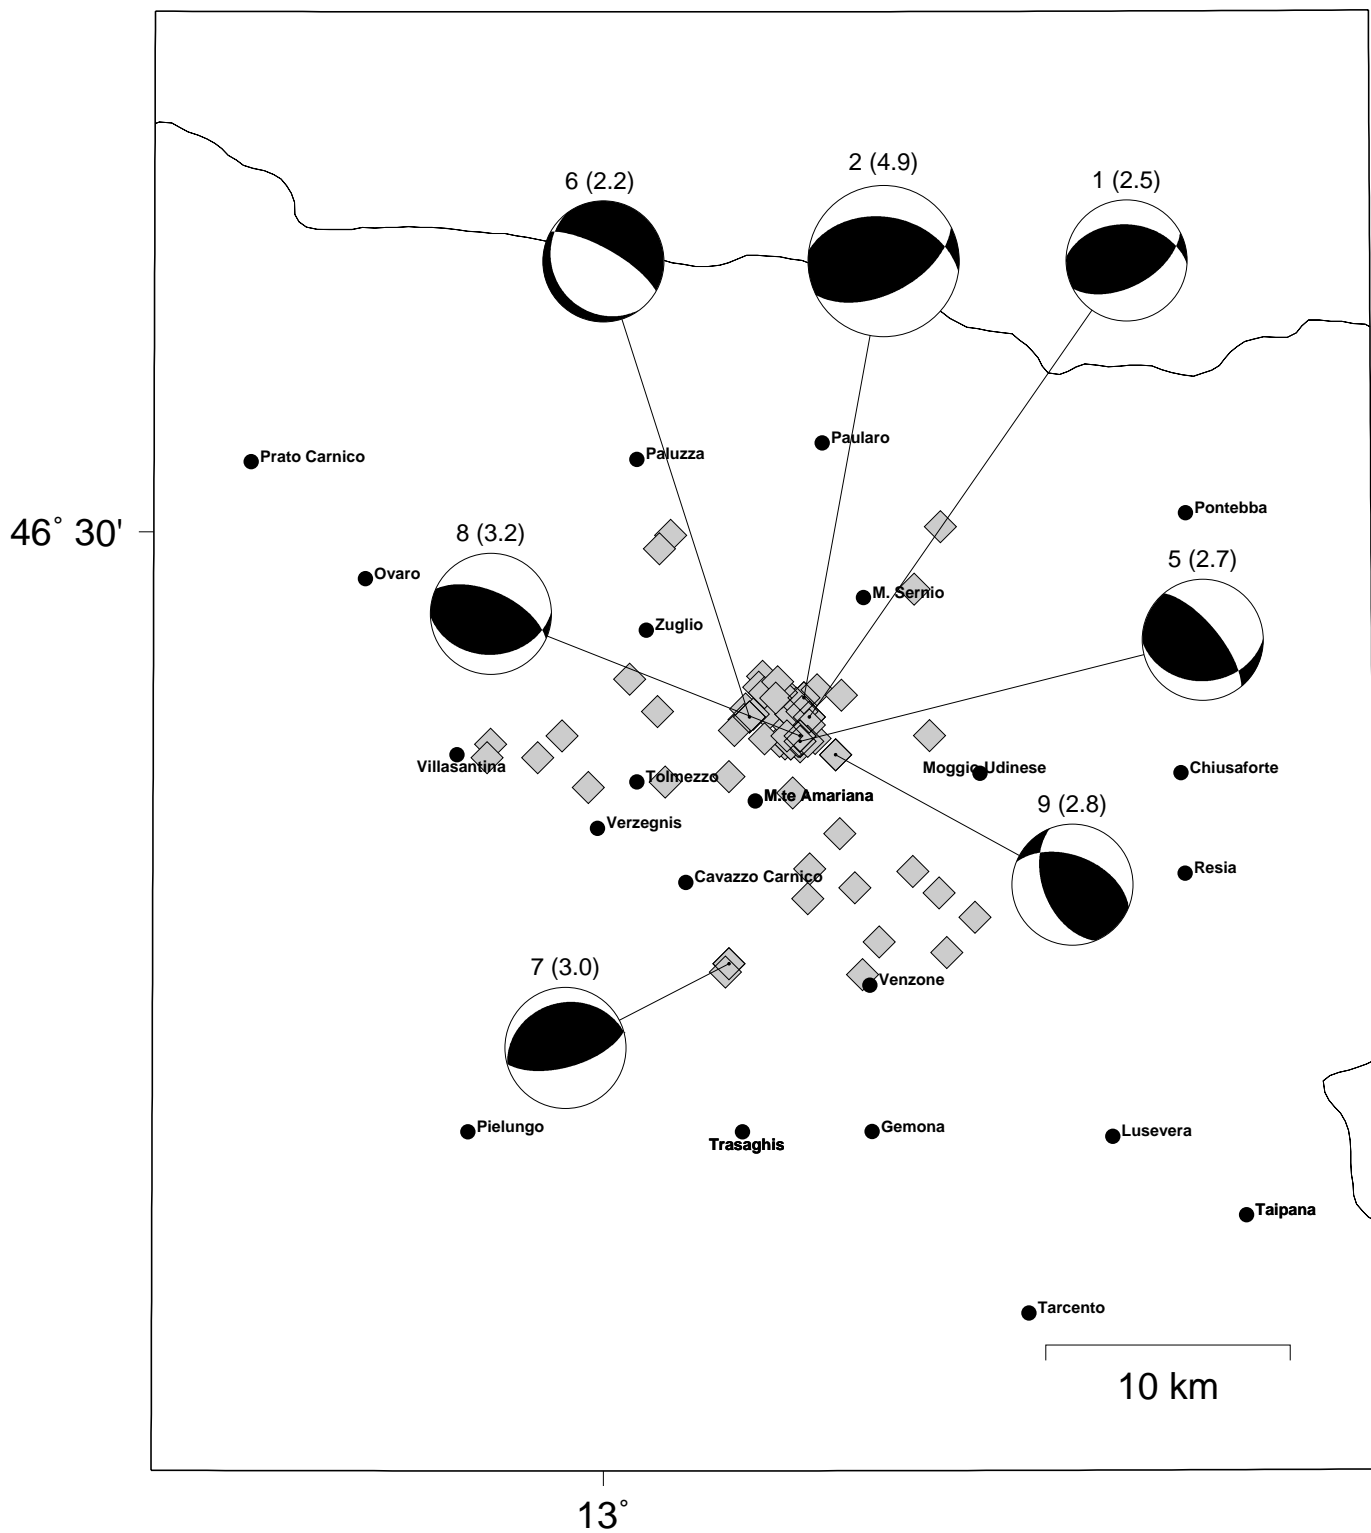 2 (4.9)
6 (2.2)
1 (2.5)
Paularo
Paluzza
Prato Carnico
Pontebba
46° 30'
8 (3.2)
5 (2.7)
Ovaro
M. Sernio
Zuglio
Villasantina
Moggio Udinese
Chiusaforte
Tolmezzo
M.te Amariana
9 (2.8)
Verzegnis
Resia
Cavazzo Carnico
7 (3.0)
Venzone
Pielungo
Gemona
Lusevera
Trasaghis
Taipana
Tarcento
10 km
13°